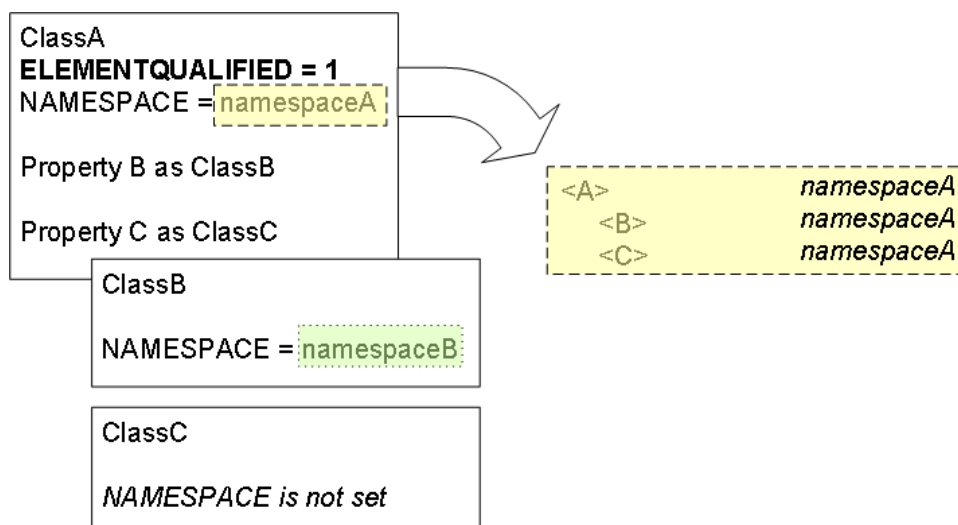 ClassA
ELEMENTQUALIFIED = 1
NAMESPACE = namespaceA
Property B as ClassB
Property C as ClassC
<A> namespaceA
<B> namespaceA
<C> namespaceA
ClassB
NAMESPACE = namespaceB
ClassC
NAMESPACE is not set